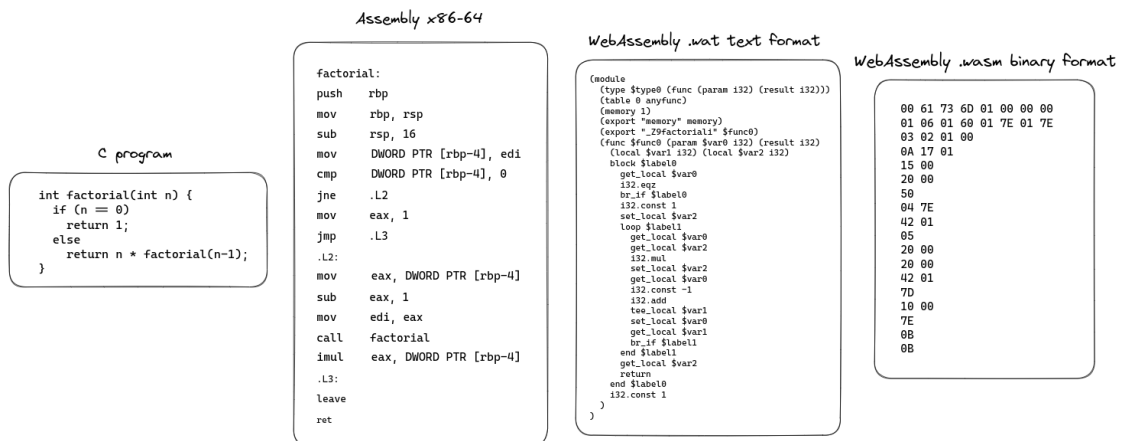 C program
int factorial(int n) {
if (n == 0)
return 1;
else
return n * factorial(n-1);
}
Assembly x86-64
factorial:
push rbp
mov rbp, rsp
sub rsp, 16
mov DWORD PTR [rbp-4], edi
cmp DWORD PTR [rbp-4], 0
jne .L2
mov eax, 1
jmp .L3
.L2:
mov eax, DWORD PTR [rbp-4]
sub eax, 1
mov edi, eax
call factorial
imul eax, DWORD PTR [rbp-4]
.L3:
leave
ret
WebAssembly .wat text format
(module
(type $type0 (func (param i32) (result i32)))
(table 0 anyfunc)
(memory 1)
(export "memory" memory)
(export "_Z9factoriali" $func0)
(func $func0 (param $var0 i32) (result i32)
(local $var1 i32) (local $var2 i32)
block $label0
get_local $var0
i32.eqz
br_if $label0
i32.const 1
set_local $var2
loop $label1
get_local $var0
get_local $var2
i32.mul
set_local $var2
get_local $var0
i32.const -1
i32.add
tee_local $var1
set_local $var0
get_local $var1
br_if $label1
end $label1
get_local $var2
return
end $label0
i32.const 1
)
)
WebAssembly .wasm binary format
00 61 73 6D 01 00 00 00
01 06 01 60 01 7E 01 7E
03 02 01 00
0A 17 01
15 00
20 00
50
04 7E
42 01
05
20 00
20 00
42 01
7D
10 00
7E
0B
0B